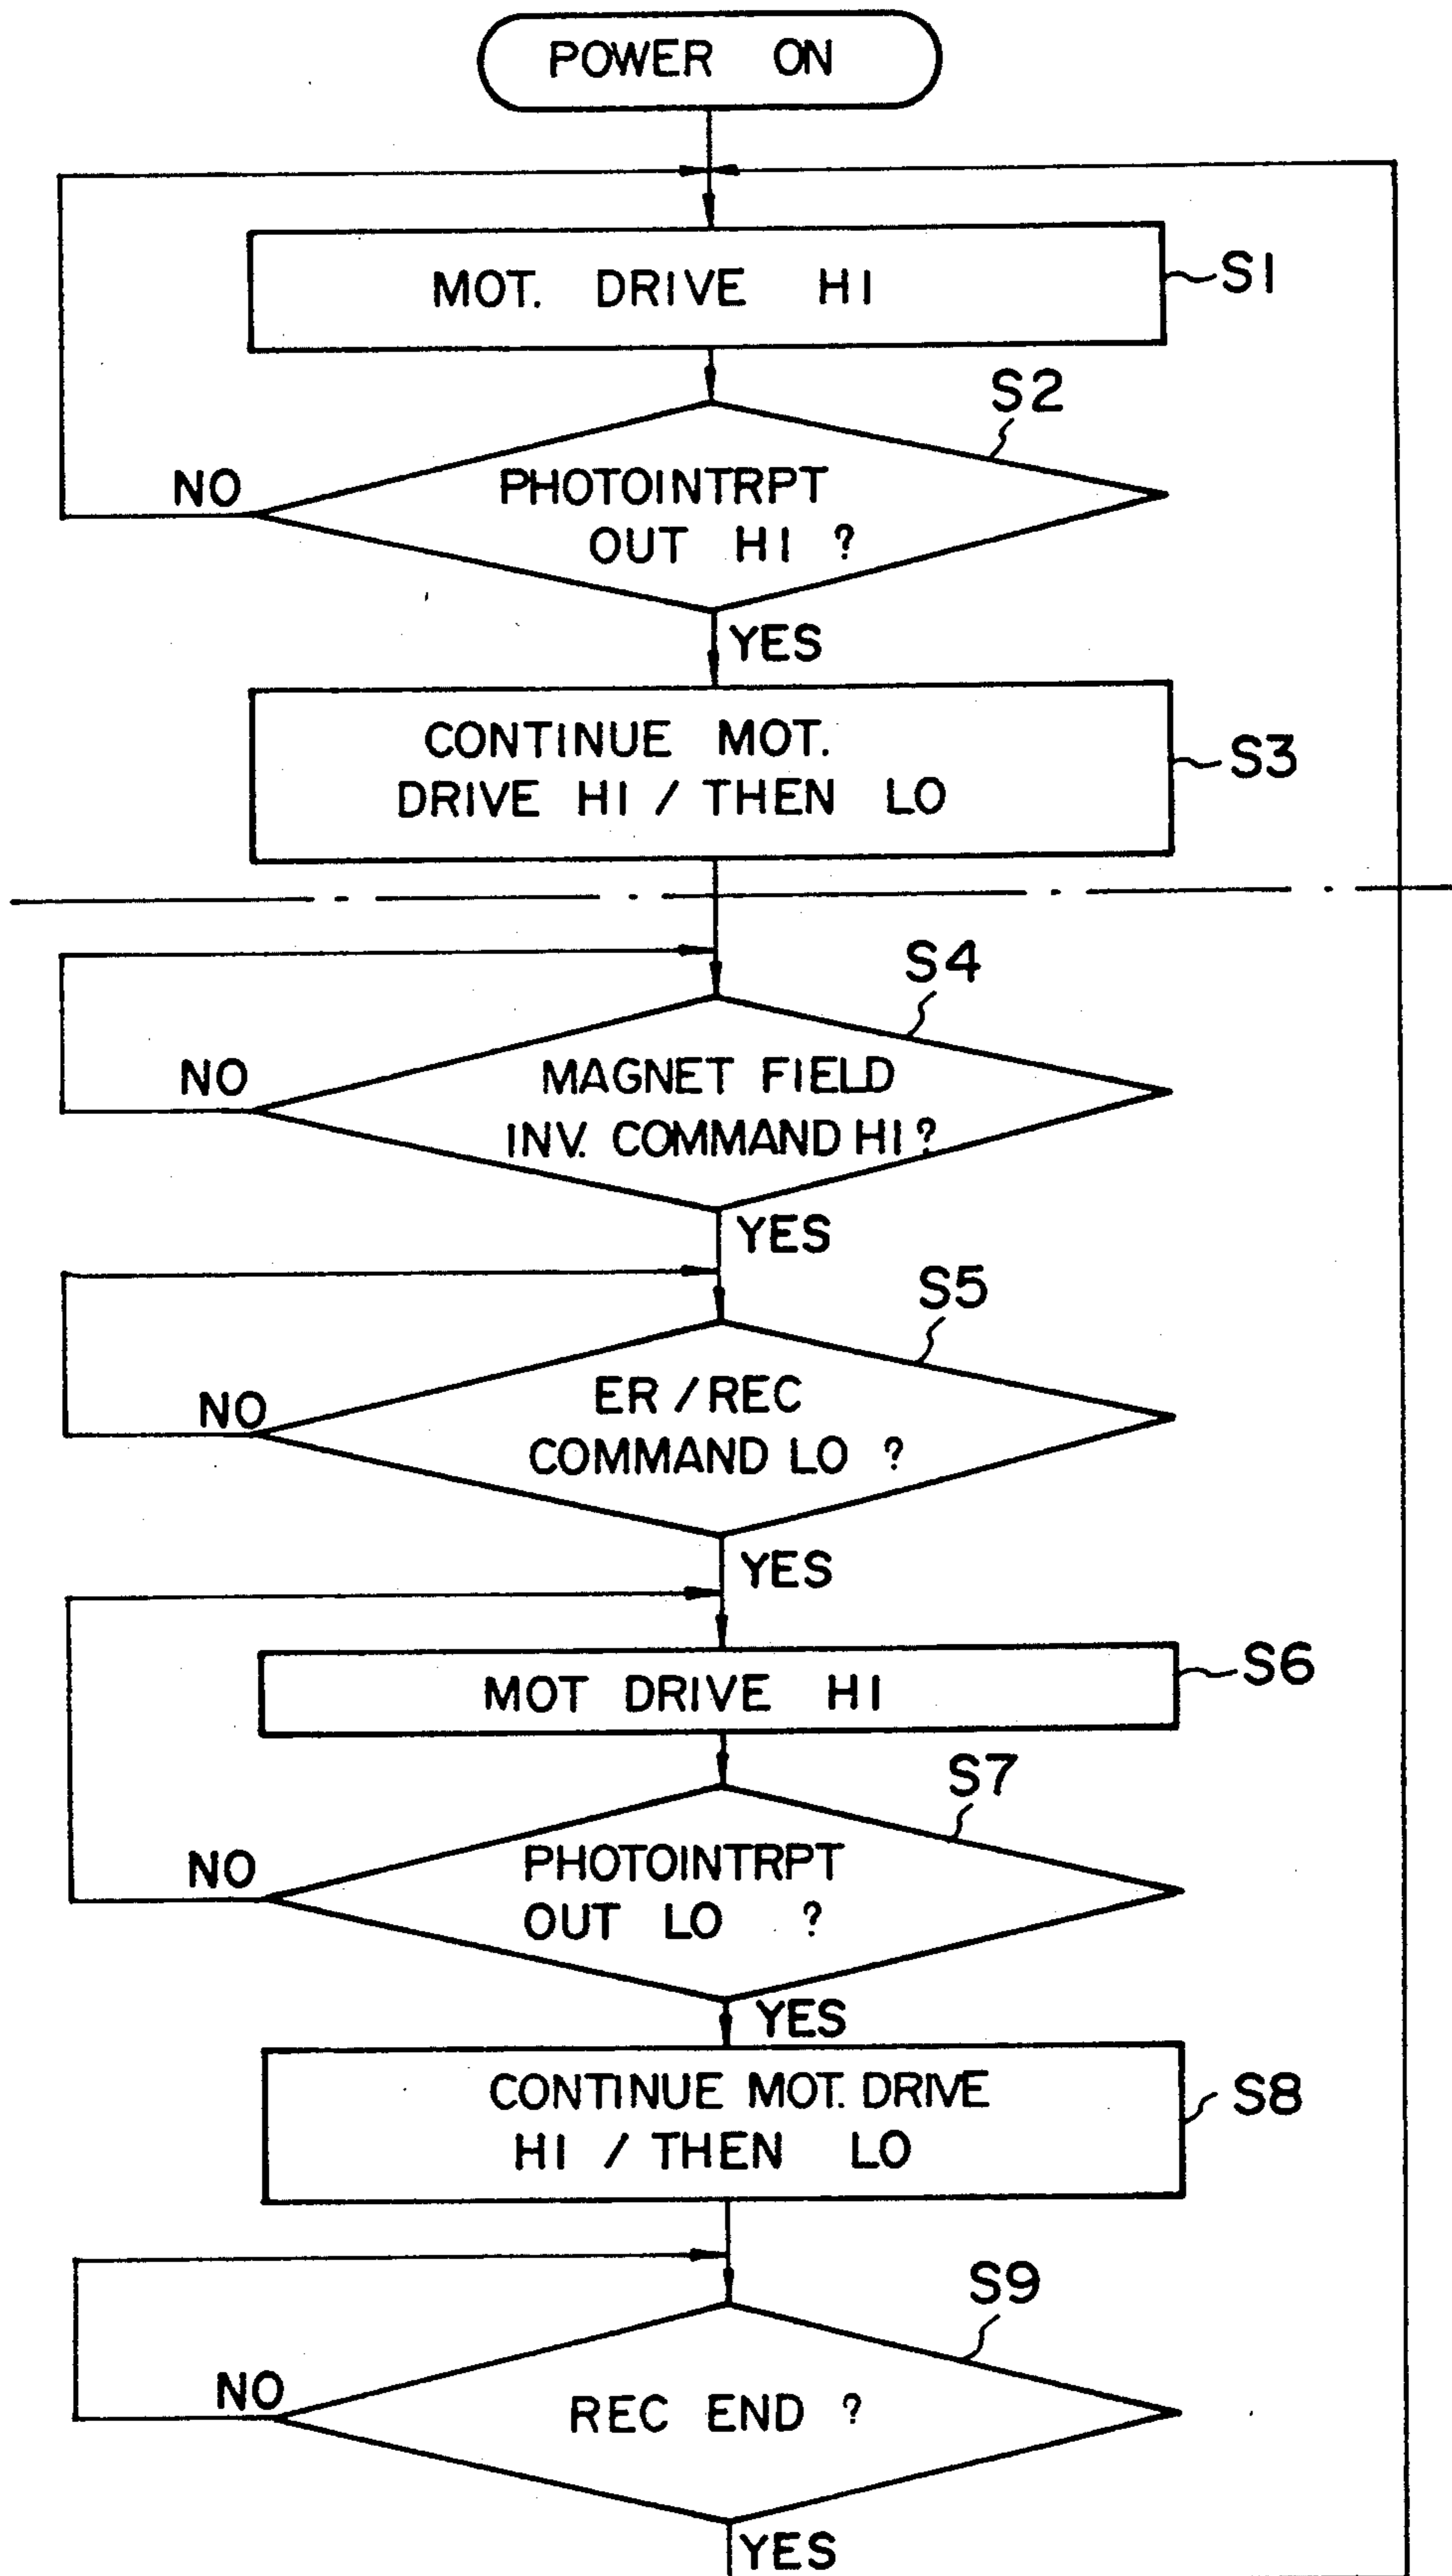 POWER ON
MOT. DRIVE HI
S1
S2
NO
PHOTOINTRPT
OUT HI ?
YES
CONTINUE MOT.
DRIVE HI / THEN LO
S3
S4
NO
MAGNET FIELD
INV. COMMAND HI ?
YES
S5
NO
ER / REC
COMMAND LO ?
YES
MOT DRIVE HI
S6
S7
NO
PHOTOINTRPT
OUT LO ?
YES
CONTINUE MOT. DRIVE
HI / THEN LO
S8
S9
NO
REC END ?
YES